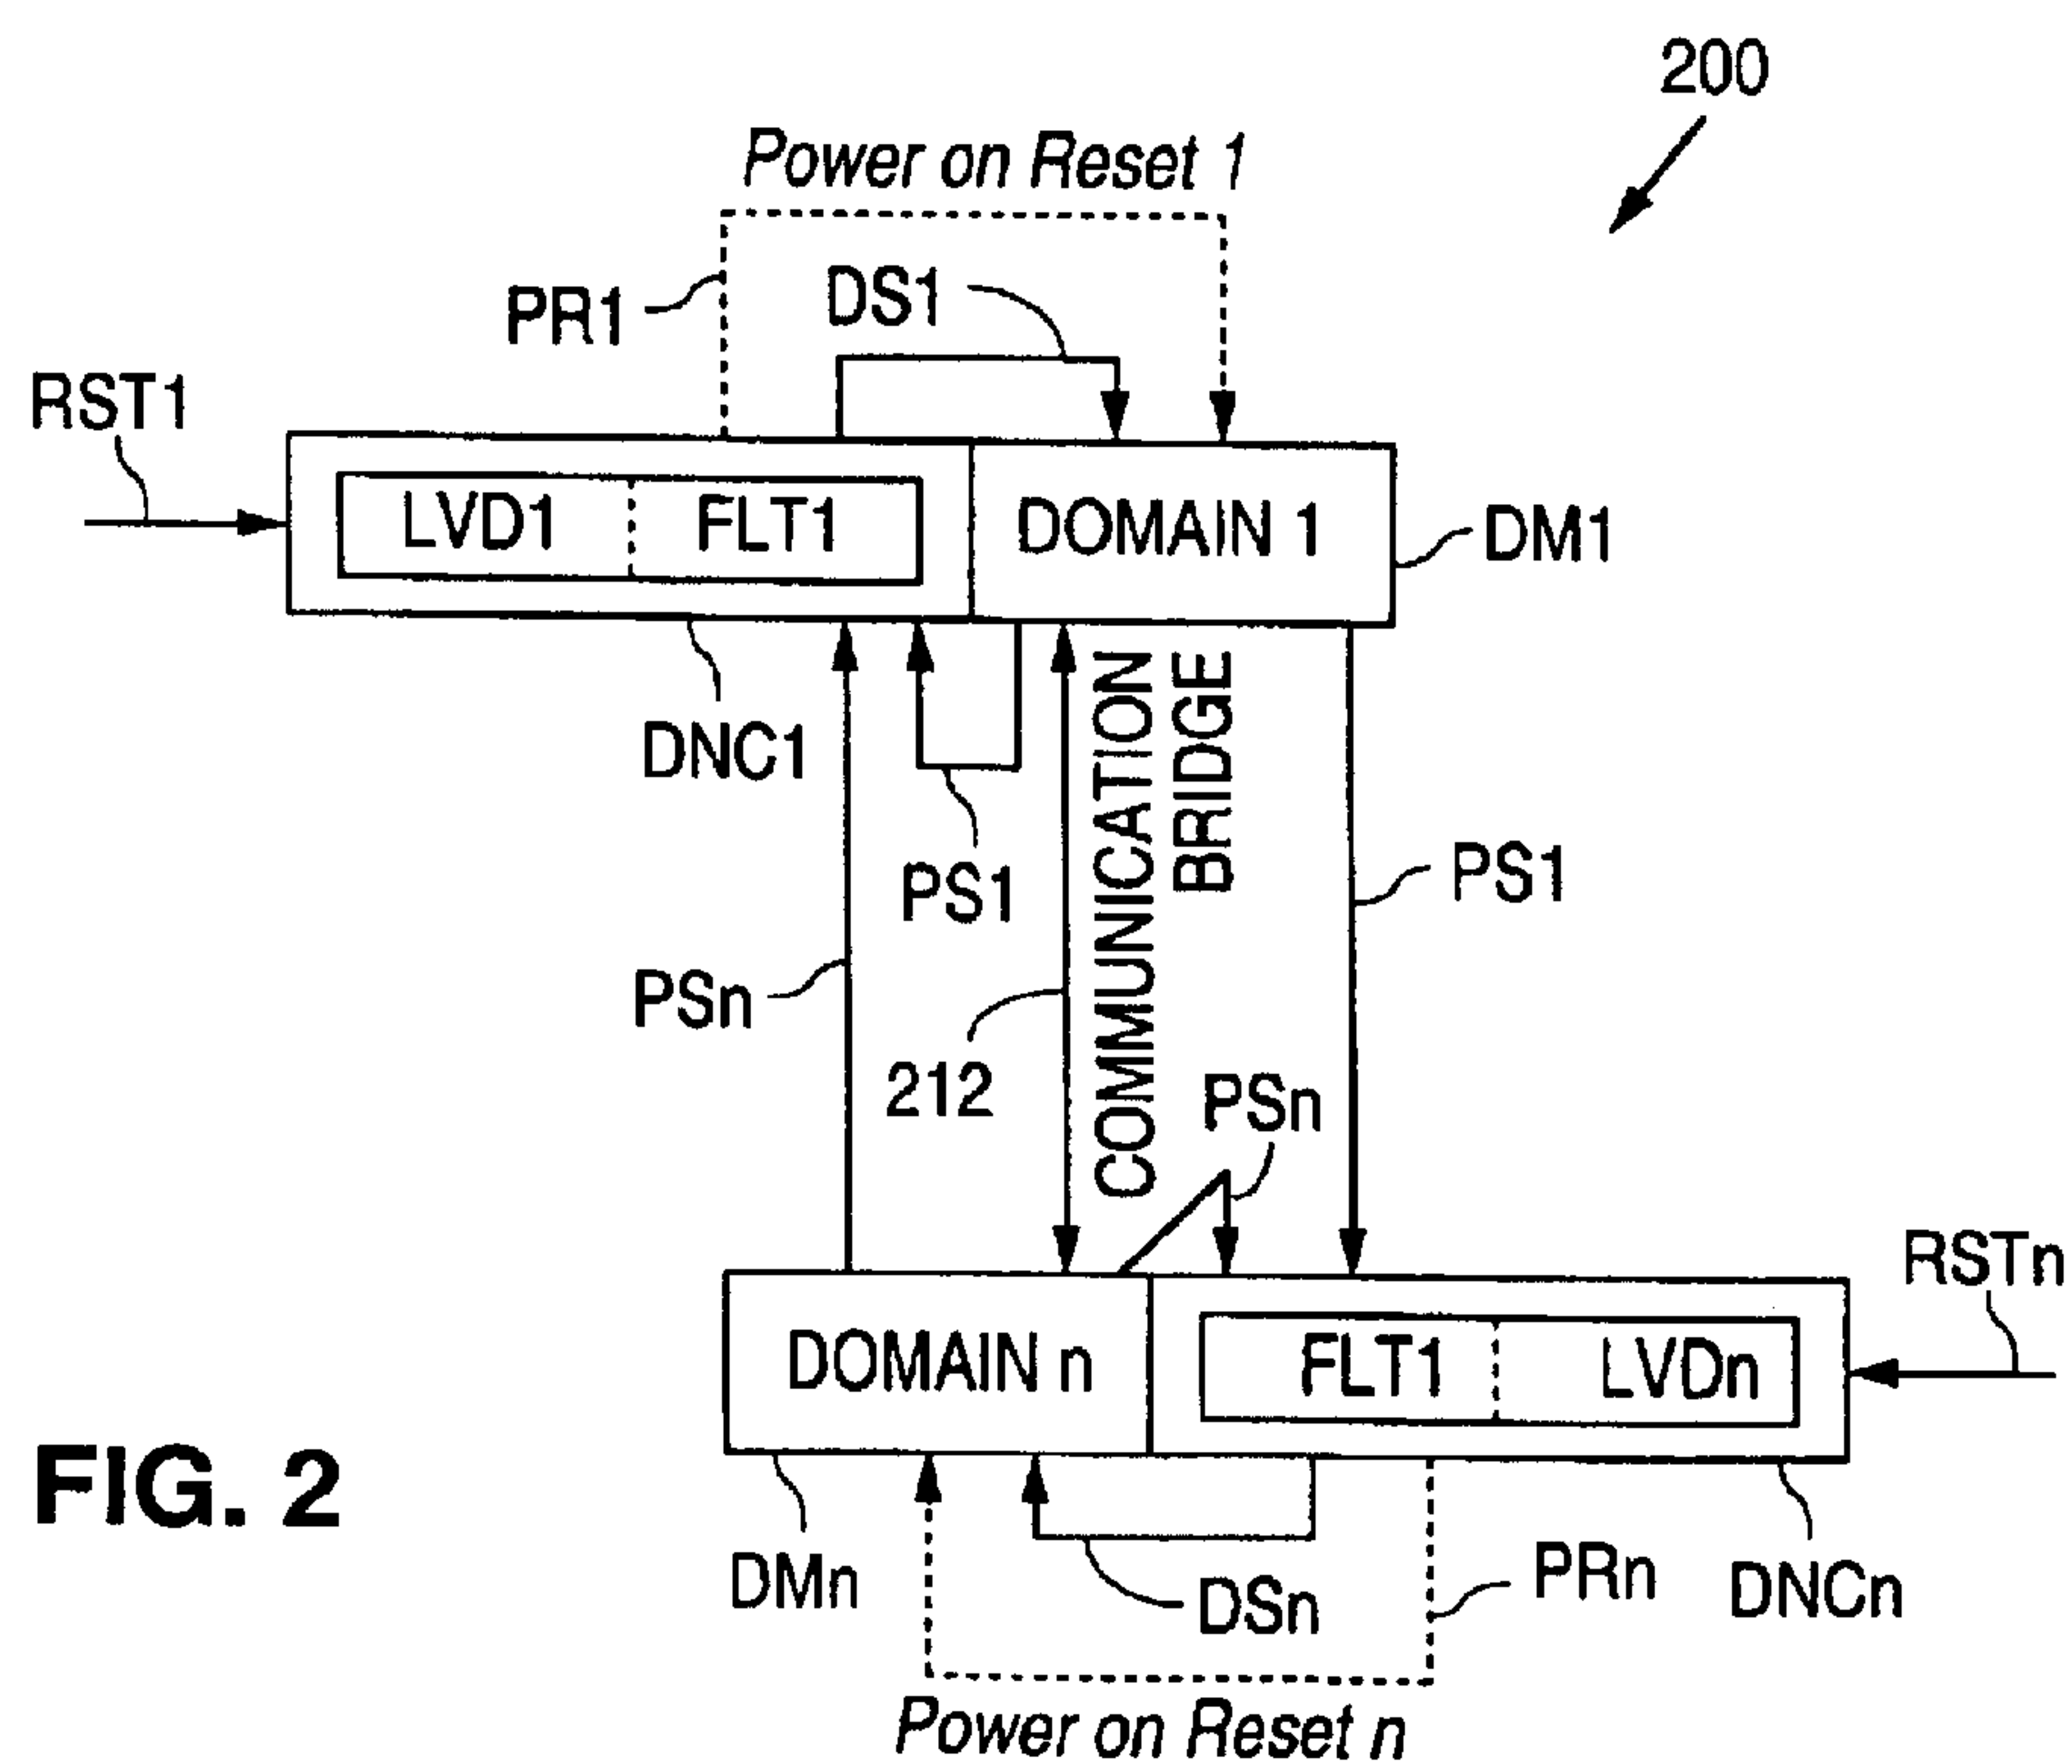 200
Power on Reset 1
PR1
DS1
RST1
LVD1
FLT1
DOMAIN 1
DM1
DNC1
PS1
COMMUNICATION
BRIDGE
PS1
PSn
212
PSn
RSTn
DOMAIN n
FLT1
LVDn
FIG. 2
DMn
DSn
PRn
DNCn
Power on Reset n